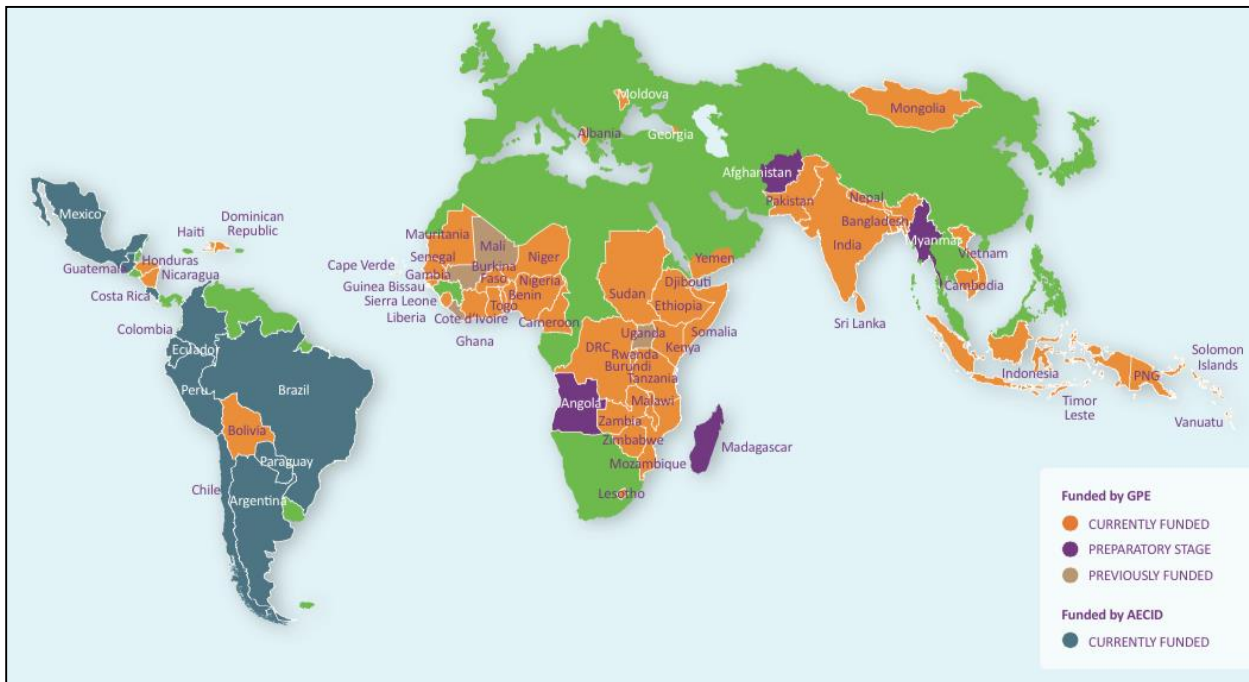 Moldova
Mongolia
Albania
Georgia
Afghanistan
Pakistan
Nepal
Bangladesh
India
Myanmar
Vietnam
Cambodia
Sri Lanka
Mexico
Haiti
Dominican
Republic
Honduras
Guatemala
Nicaragua
Costa Rica
Colombia
Ecuador
Peru
Brazil
Bolivia
Paraguay
Chile
Argentina
Mauritania
Mali
Niger
Senegal
Cape Verde
Gambia
Burkina
Faso
Guinea Bissau
Nigeria
Sierra Leone
Benin
Togo
Liberia
Cote d'Ivoire
Cameroon
Ghana
Yemen
Djibouti
Sudan
Ethiopia
Somalia
Uganda
DRC
Kenya
Rwanda
Burundi
Tanzania
Angola
Malawi
Zambia
Zimbabwe
Madagascar
Mozambique
Lesotho
Indonesia
PNG
Solomon
Islands
Timor
Leste
Vanuatu
Funded by GPE
CURRENTLY FUNDED
PREPARATORY STAGE
PREVIOUSLY FUNDED
Funded by AECID
CURRENTLY FUNDED